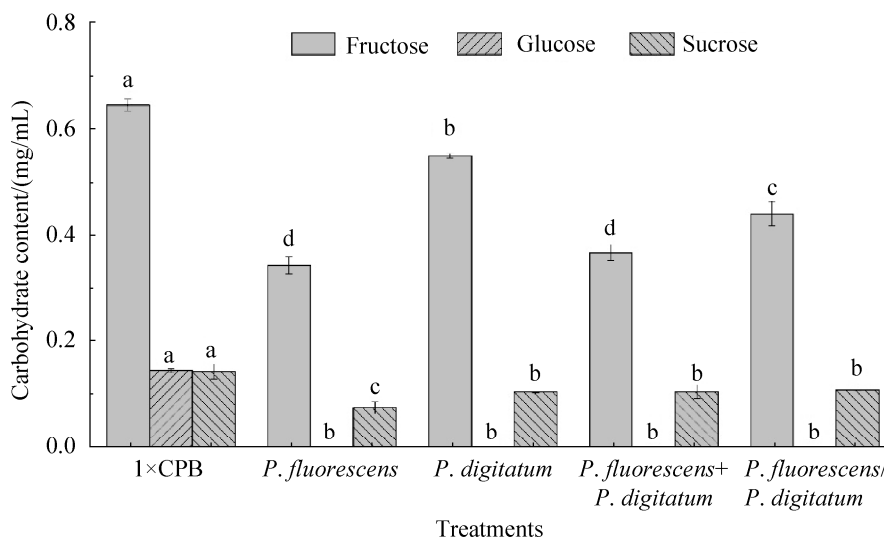 0.8
0.6
0.4
0.2
0.0
Carbohydrate content/(mg/mL)
Fructose Glucose Sucrose
a
a
a
d
b
c
b
b
b
d
b
b
c
b
b
1×CPB
P. fluorescens
P. digitatum
P. fluorescens+
P. digitatum
P. fluorescens/
P. digitatum
Treatments